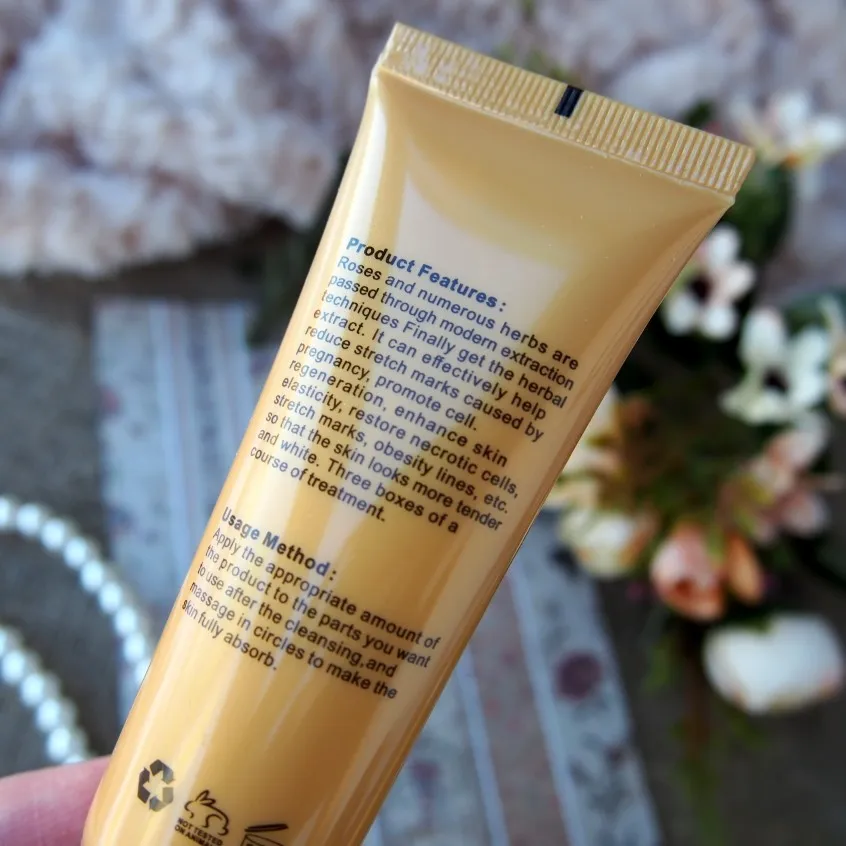 Product Features:
Roses and numerous herbs are
passed through modern extraction
techniques Finally get the herbal
extract. It can effectively help
reduce stretch marks caused by
pregnancy, promote cell.
regeneration, enhance skin
elasticity, restore necrotic cells,
stretch marks, obesity lines, etc.
so that the skin looks more tender
and white. Three boxes of a
course of treatment.
Usage Method:
Apply the appropriate amount of
the product to the parts you want
to use after the cleansing,and
massage in circles to make the
skin fully absorb.
NOT TESTED
ON